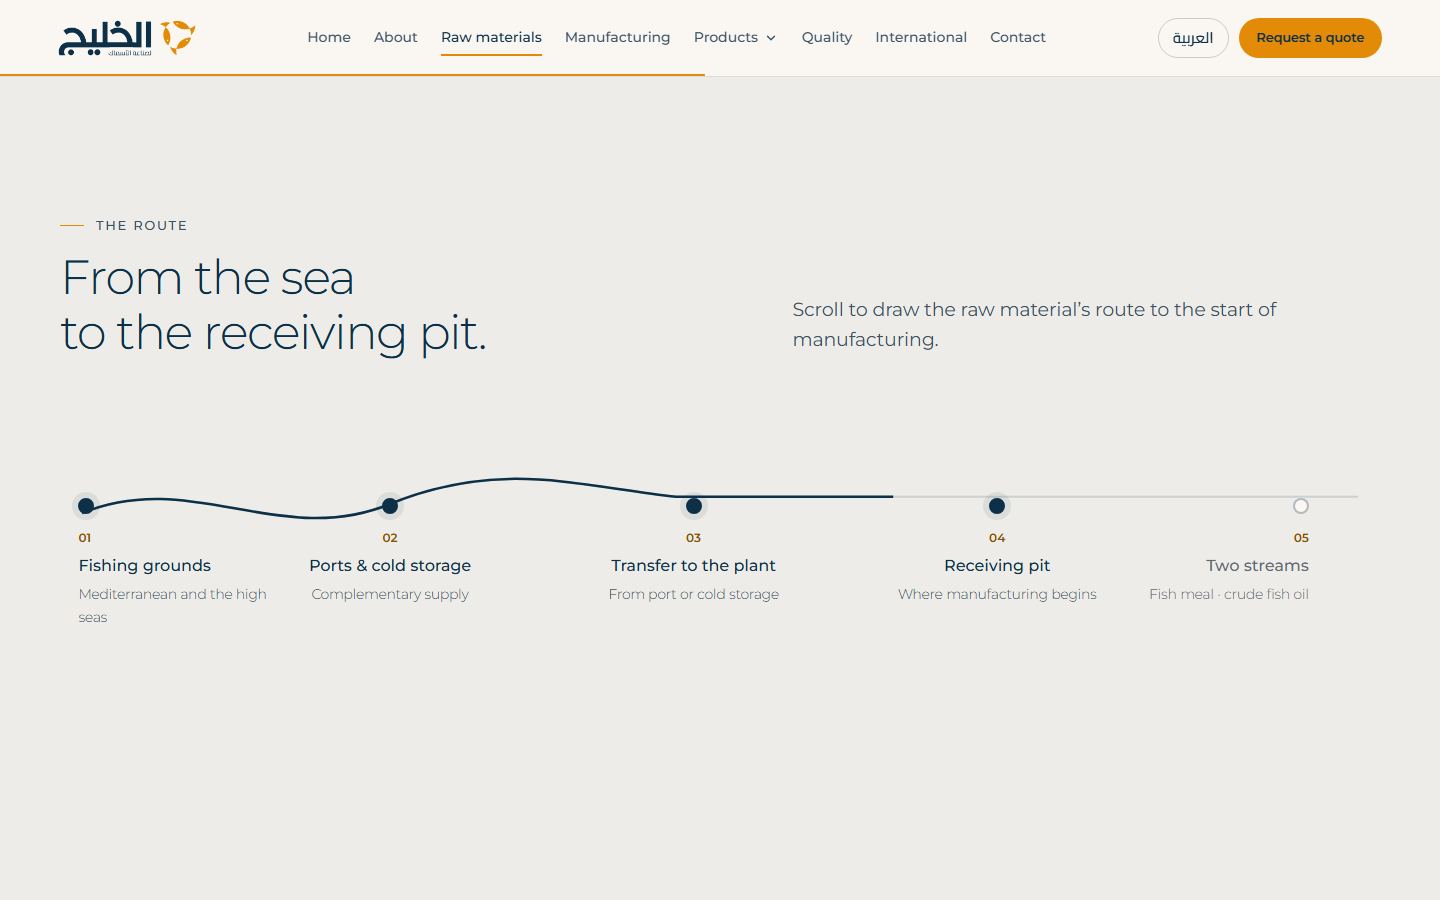 الخليج
لصناعة الأسماك
Home
About
Raw materials
Manufacturing
Products
Quality
International
Contact
العربية
Request a quote
THE ROUTE
From the sea
to the receiving pit.
Scroll to draw the raw material’s route to the start of
manufacturing.
01
Fishing grounds
Mediterranean and the high
seas
02
Ports & cold storage
Complementary supply
03
Transfer to the plant
From port or cold storage
04
Receiving pit
Where manufacturing begins
05
Two streams
Fish meal · crude fish oil